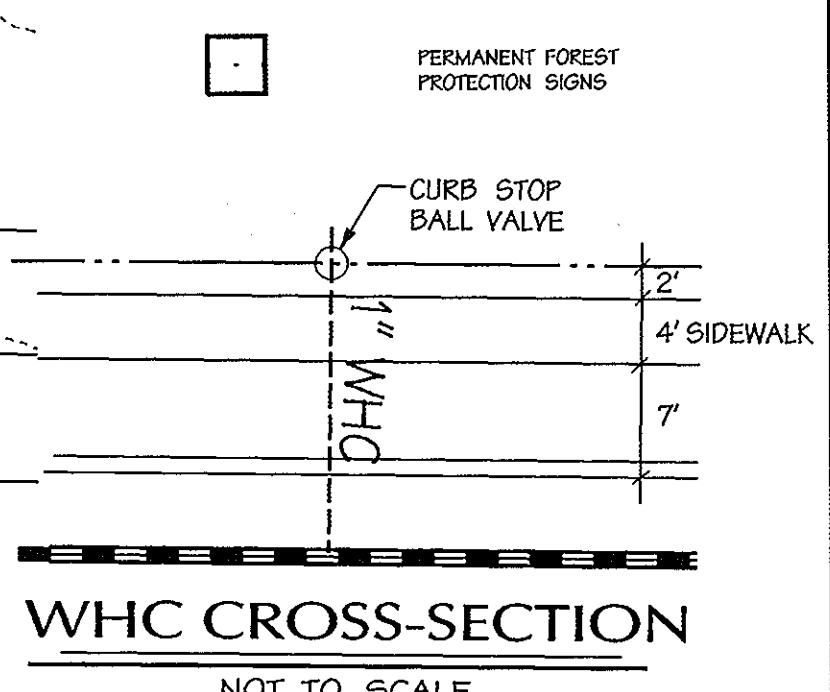 PERMANENT FOREST
PROTECTION SIGNS
CURB STOP
BALL VALVE
2'
4' SIDEWALK
1" WHC
7'
WHC CROSS-SECTION
NOT TO SCALE